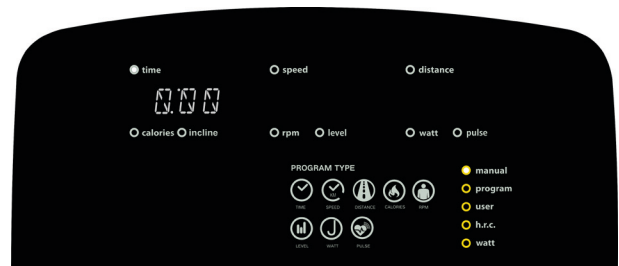 time speed distance
0:00
calories incline rpm level watt pulse
PROGRAM TYPE
manual
program
user
h.r.c.
watt
TIME SPEED DISTANCE CALORIES RPM
LEVEL WATT PULSE